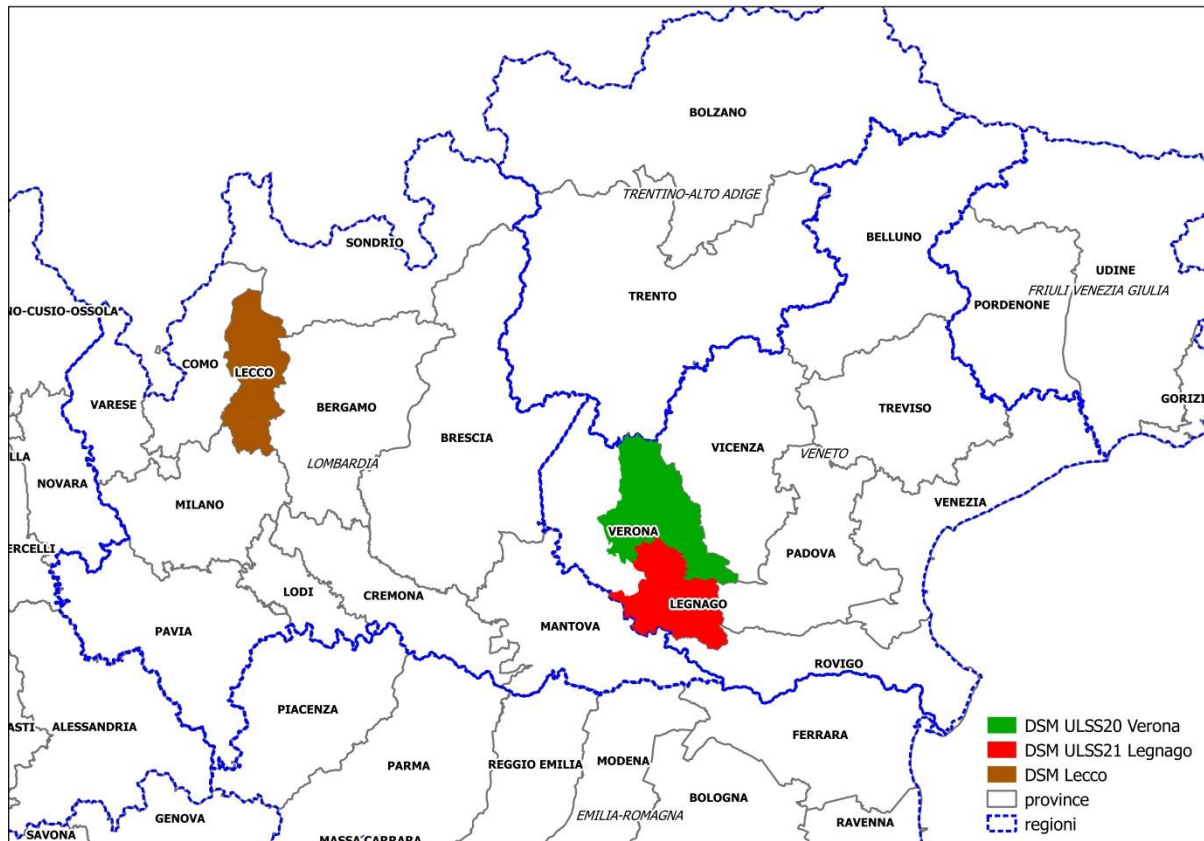 BOLZANO
TRENTINO-ALTO ADIGE
SONDRIO
BELLUNO
UDINE
FRIULI VENEZIA GIULIA
TRENTO
PORDENONE
NO-CUSIO-OSSOLA
COMO
LECCO
VARESE
BERGAMO
TREVISO
GORIZI
BRESCIA
VICENZA
VENETO
LLA
LOMBARDIA
NOVARA
MILANO
VENEZIA
VERONA
ERCELLI
PADOVA
LODI
CREMONA
LEGNAGO
MANTOVA
PAVIA
ROVIGO
PIACENZA
ASTI
ALESSANDRIA
FERRARA
PARMA
REGGIO EMILIA
MODENA
BOLOGNA
GENOVA
EMILIA-ROMAGNA
RAVENNA
SAVONA
MASSA CARRARA
DSM ULSS20 Verona
DSM ULSS21 Legnago
DSM Lecco
province
regioni